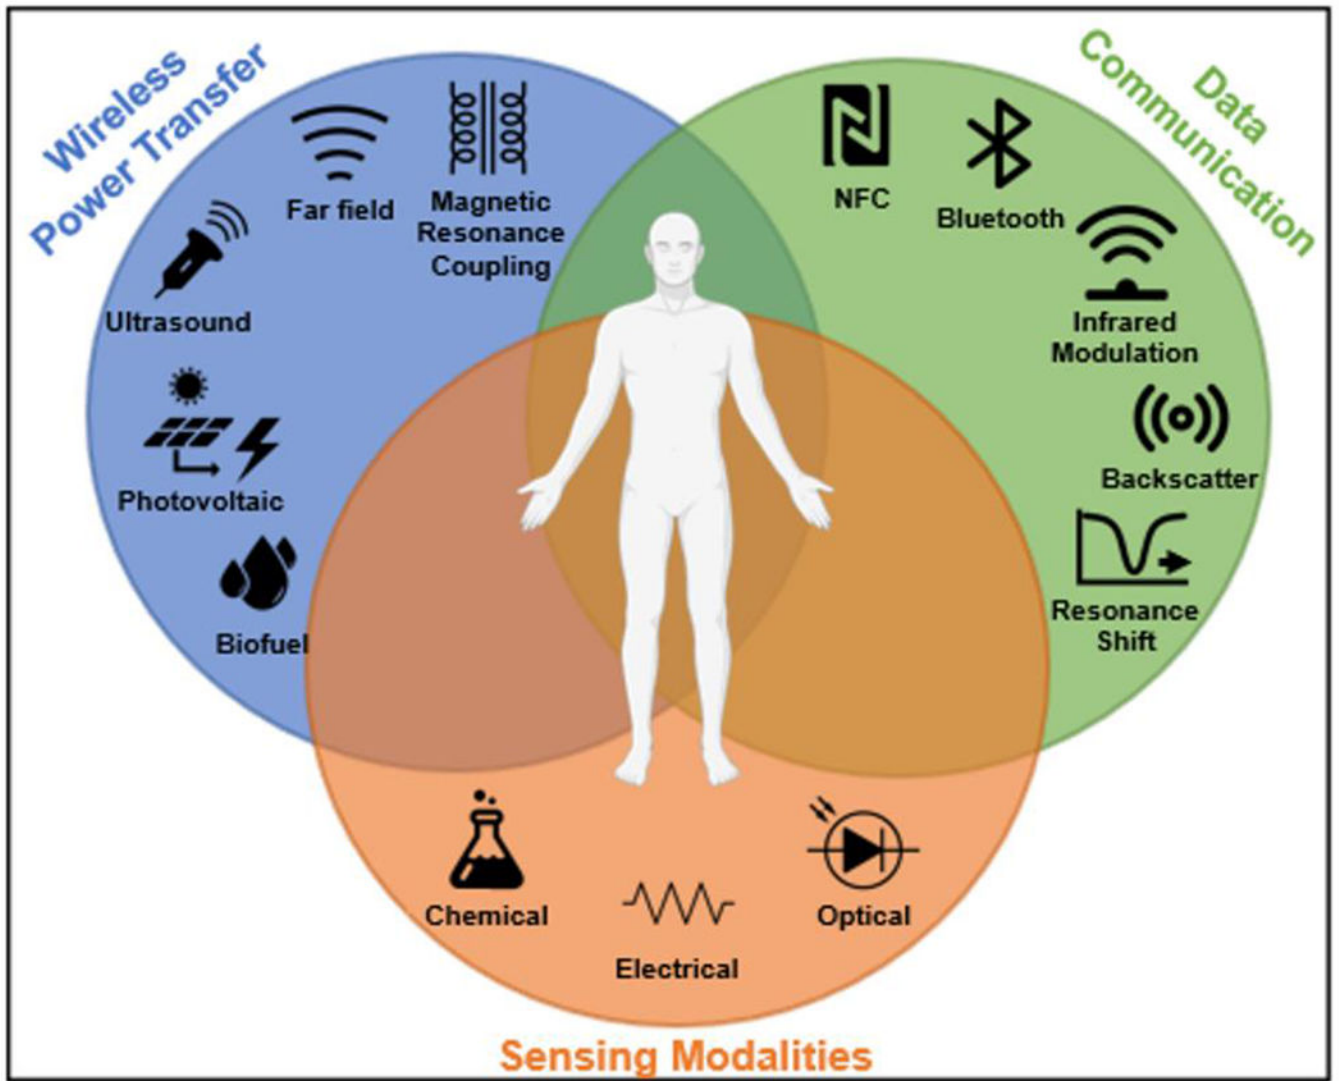 Wireless
Power Transfer
Data
Communication
Far field
Magnetic
Resonance
Coupling
Ultrasound
Photovoltaic
Biofuel
NFC
Bluetooth
Infrared
Modulation
Backscatter
Resonance
Shift
Chemical
Electrical
Optical
Sensing Modalities